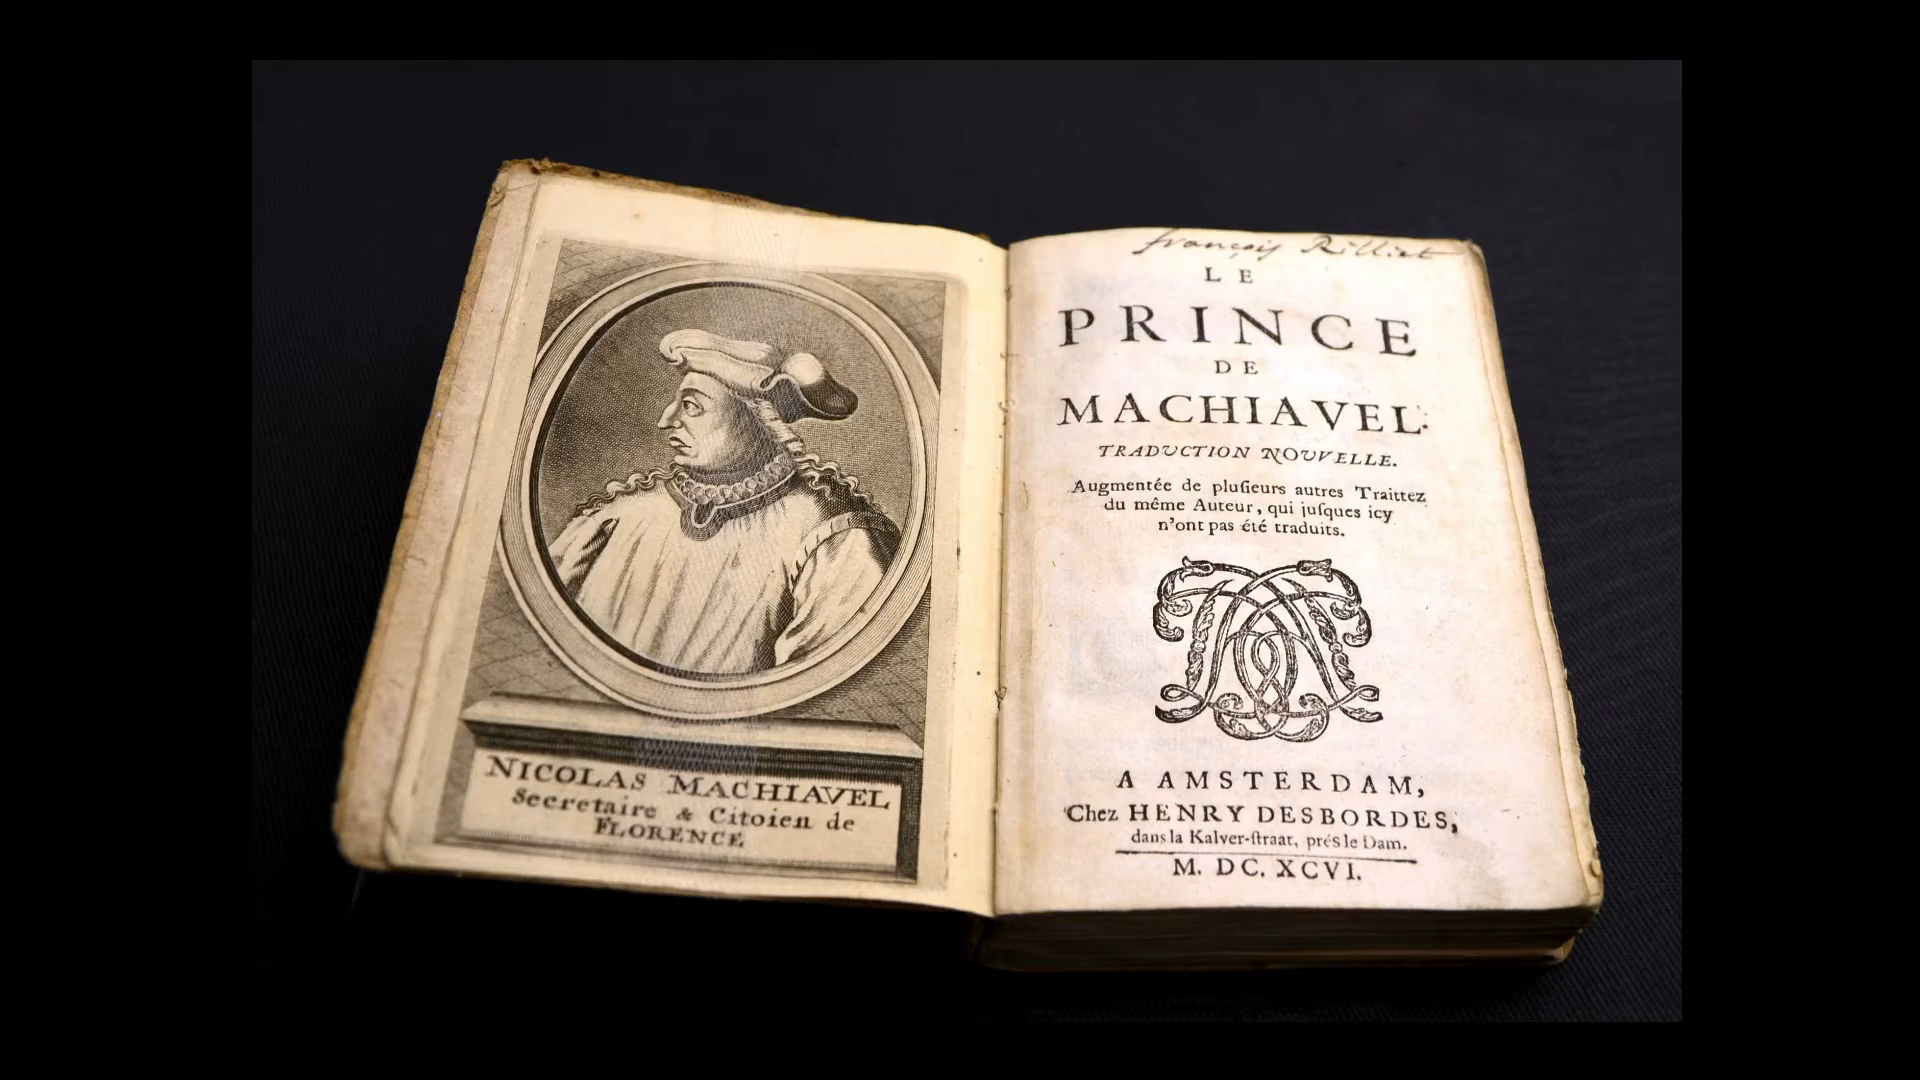 NICOLAS MACHIAVEL
Secretaire & Citoien de
FLORENCE
françois Rilliet
LE
PRINCE
DE
MACHIAVEL.
TRADUCTION NOUVELLE.
Augmentée de pluſieurs autres Traittez
du même Auteur, qui juſques icy
n'ont pas été traduits.
A AMSTERDAM,
Chez HENRY DESBORDES,
dans la Kalver-ſtraat, prés le Dam.
M. DC. XCVI.